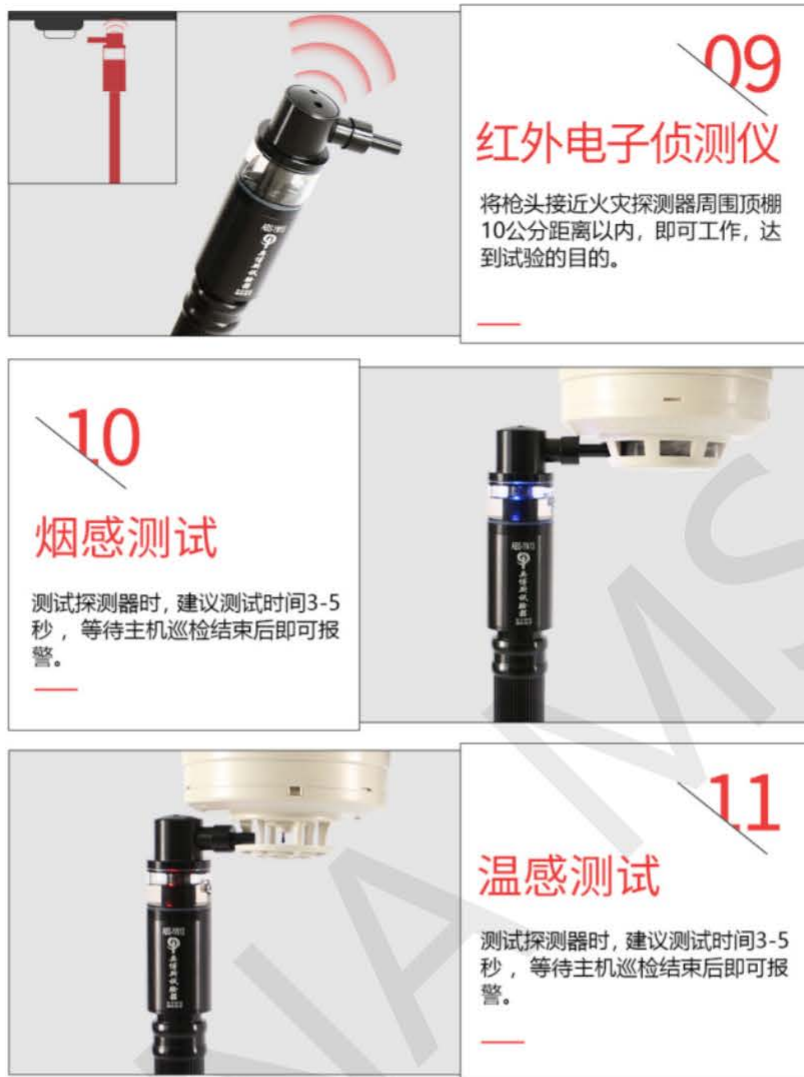 09
红外电子侦测仪
将枪头接近火灾探测器周围顶棚
10公分距离以内，即可工作，达
到试验的目的。
10
烟感测试
测试探测器时，建议测试时间3-5
秒，等待主机巡检结束后即可报
警。
11
温感测试
测试探测器时，建议测试时间3-5
秒，等待主机巡检结束后即可报
警。